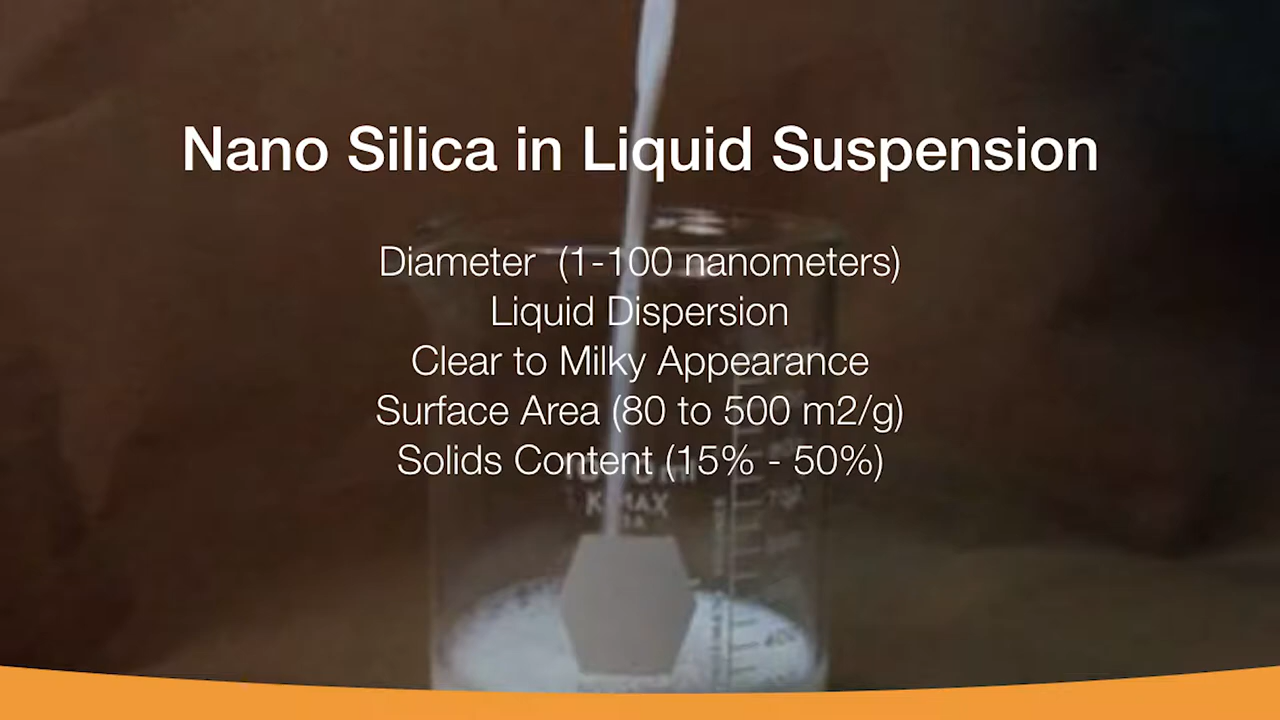 Nano Silica in Liquid Suspension
Diameter (1-100 nanometers)
Liquid Dispersion
Clear to Milky Appearance
Surface Area (80 to 500 m2/g)
Solids Content (15% - 50%)
KIMAX